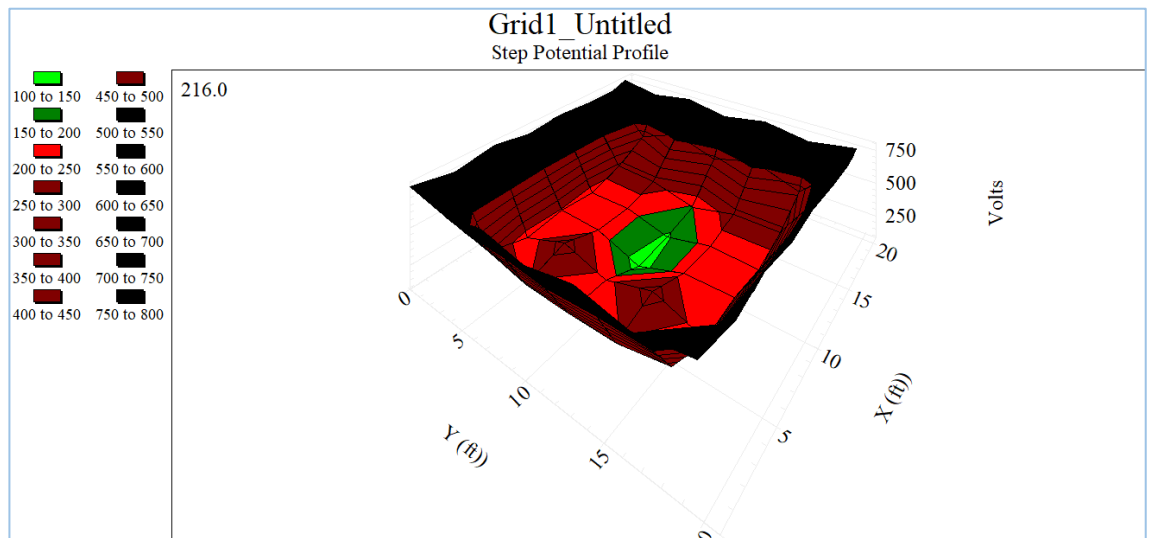 Grid1_Untitled
Step Potential Profile
100 to 150
150 to 200
200 to 250
250 to 300
300 to 350
350 to 400
400 to 450
450 to 500
500 to 550
550 to 600
600 to 650
650 to 700
700 to 750
750 to 800
216.0
750
500
250
Volts
20
15
10
5
X (ft))
0
5
10
15
Y (ft))